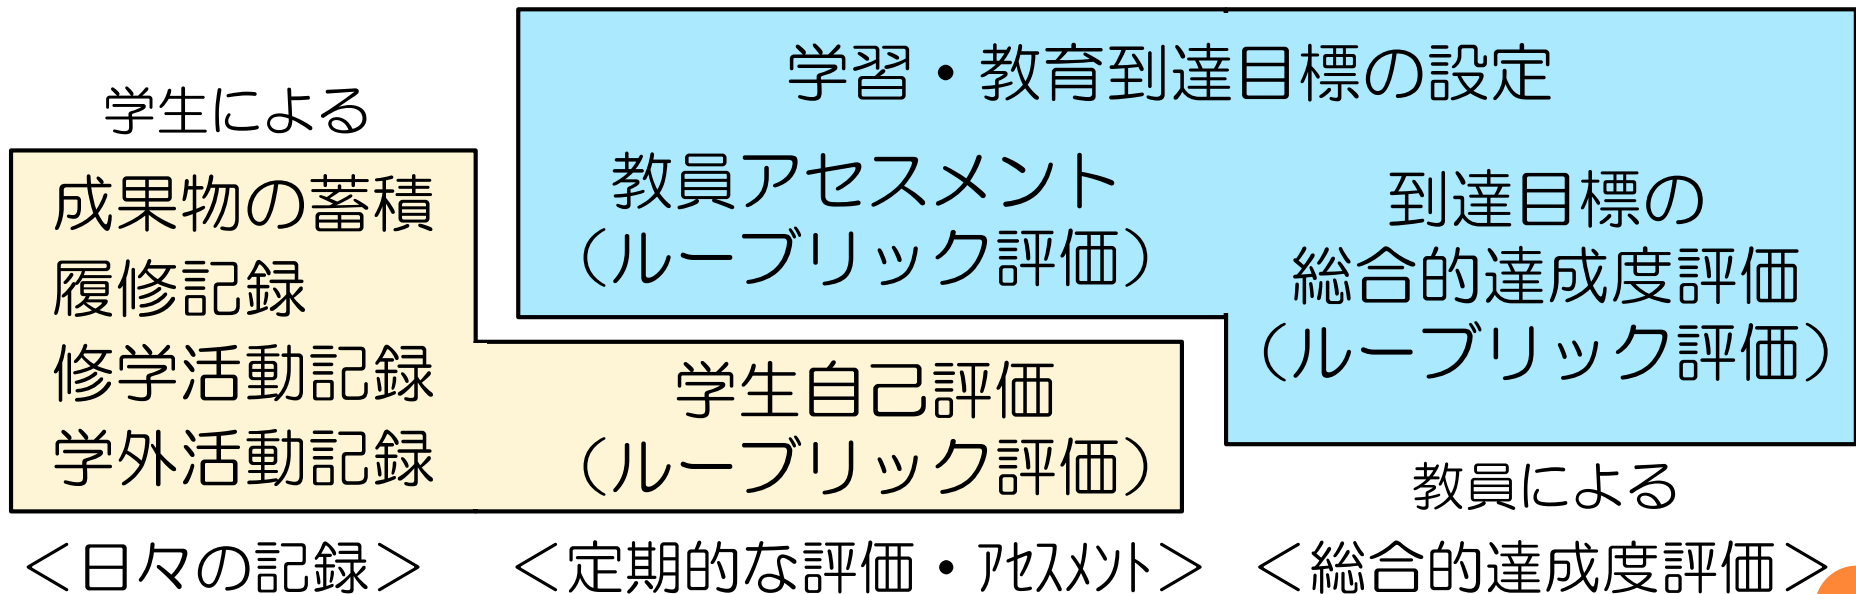 学生による
成果物の蓄積
履修記録
修学活動記録
学外活動記録
学習・教育到達目標の設定
教員アセスメント
（ルーブリック評価）
学生自己評価
（ルーブリック評価）
到達目標の
総合的達成度評価
（ルーブリック評価）
教員による
＜日々の記録＞
＜定期的な評価・ｱｾｽﾒﾝﾄ＞
＜総合的達成度評価＞